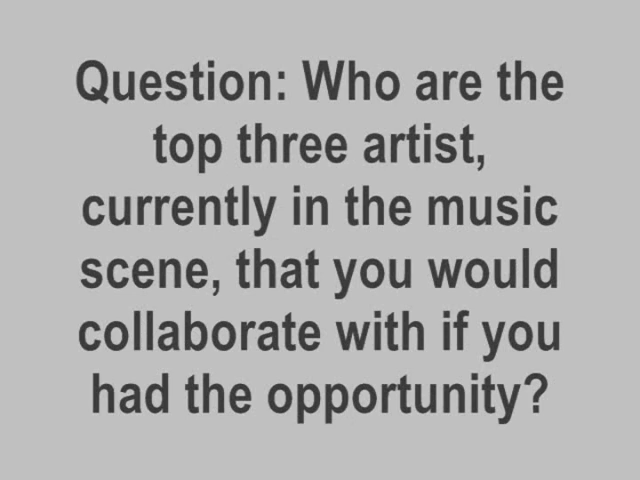 Question: Who are the
top three artist,
currently in the music
scene, that you would
collaborate with if you
had the opportunity?